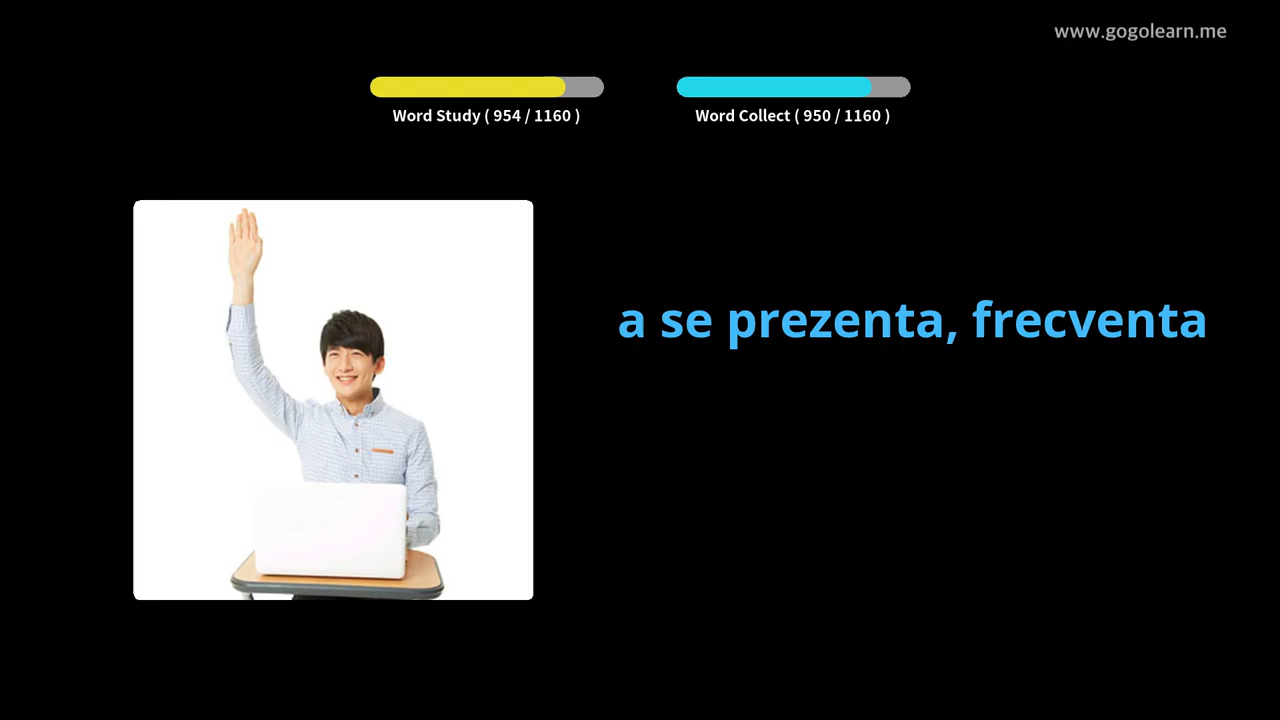 www.gogolearn.me
Word Study ( 954 / 1160 )
Word Collect ( 950 / 1160 )
a se prezenta, frecventa